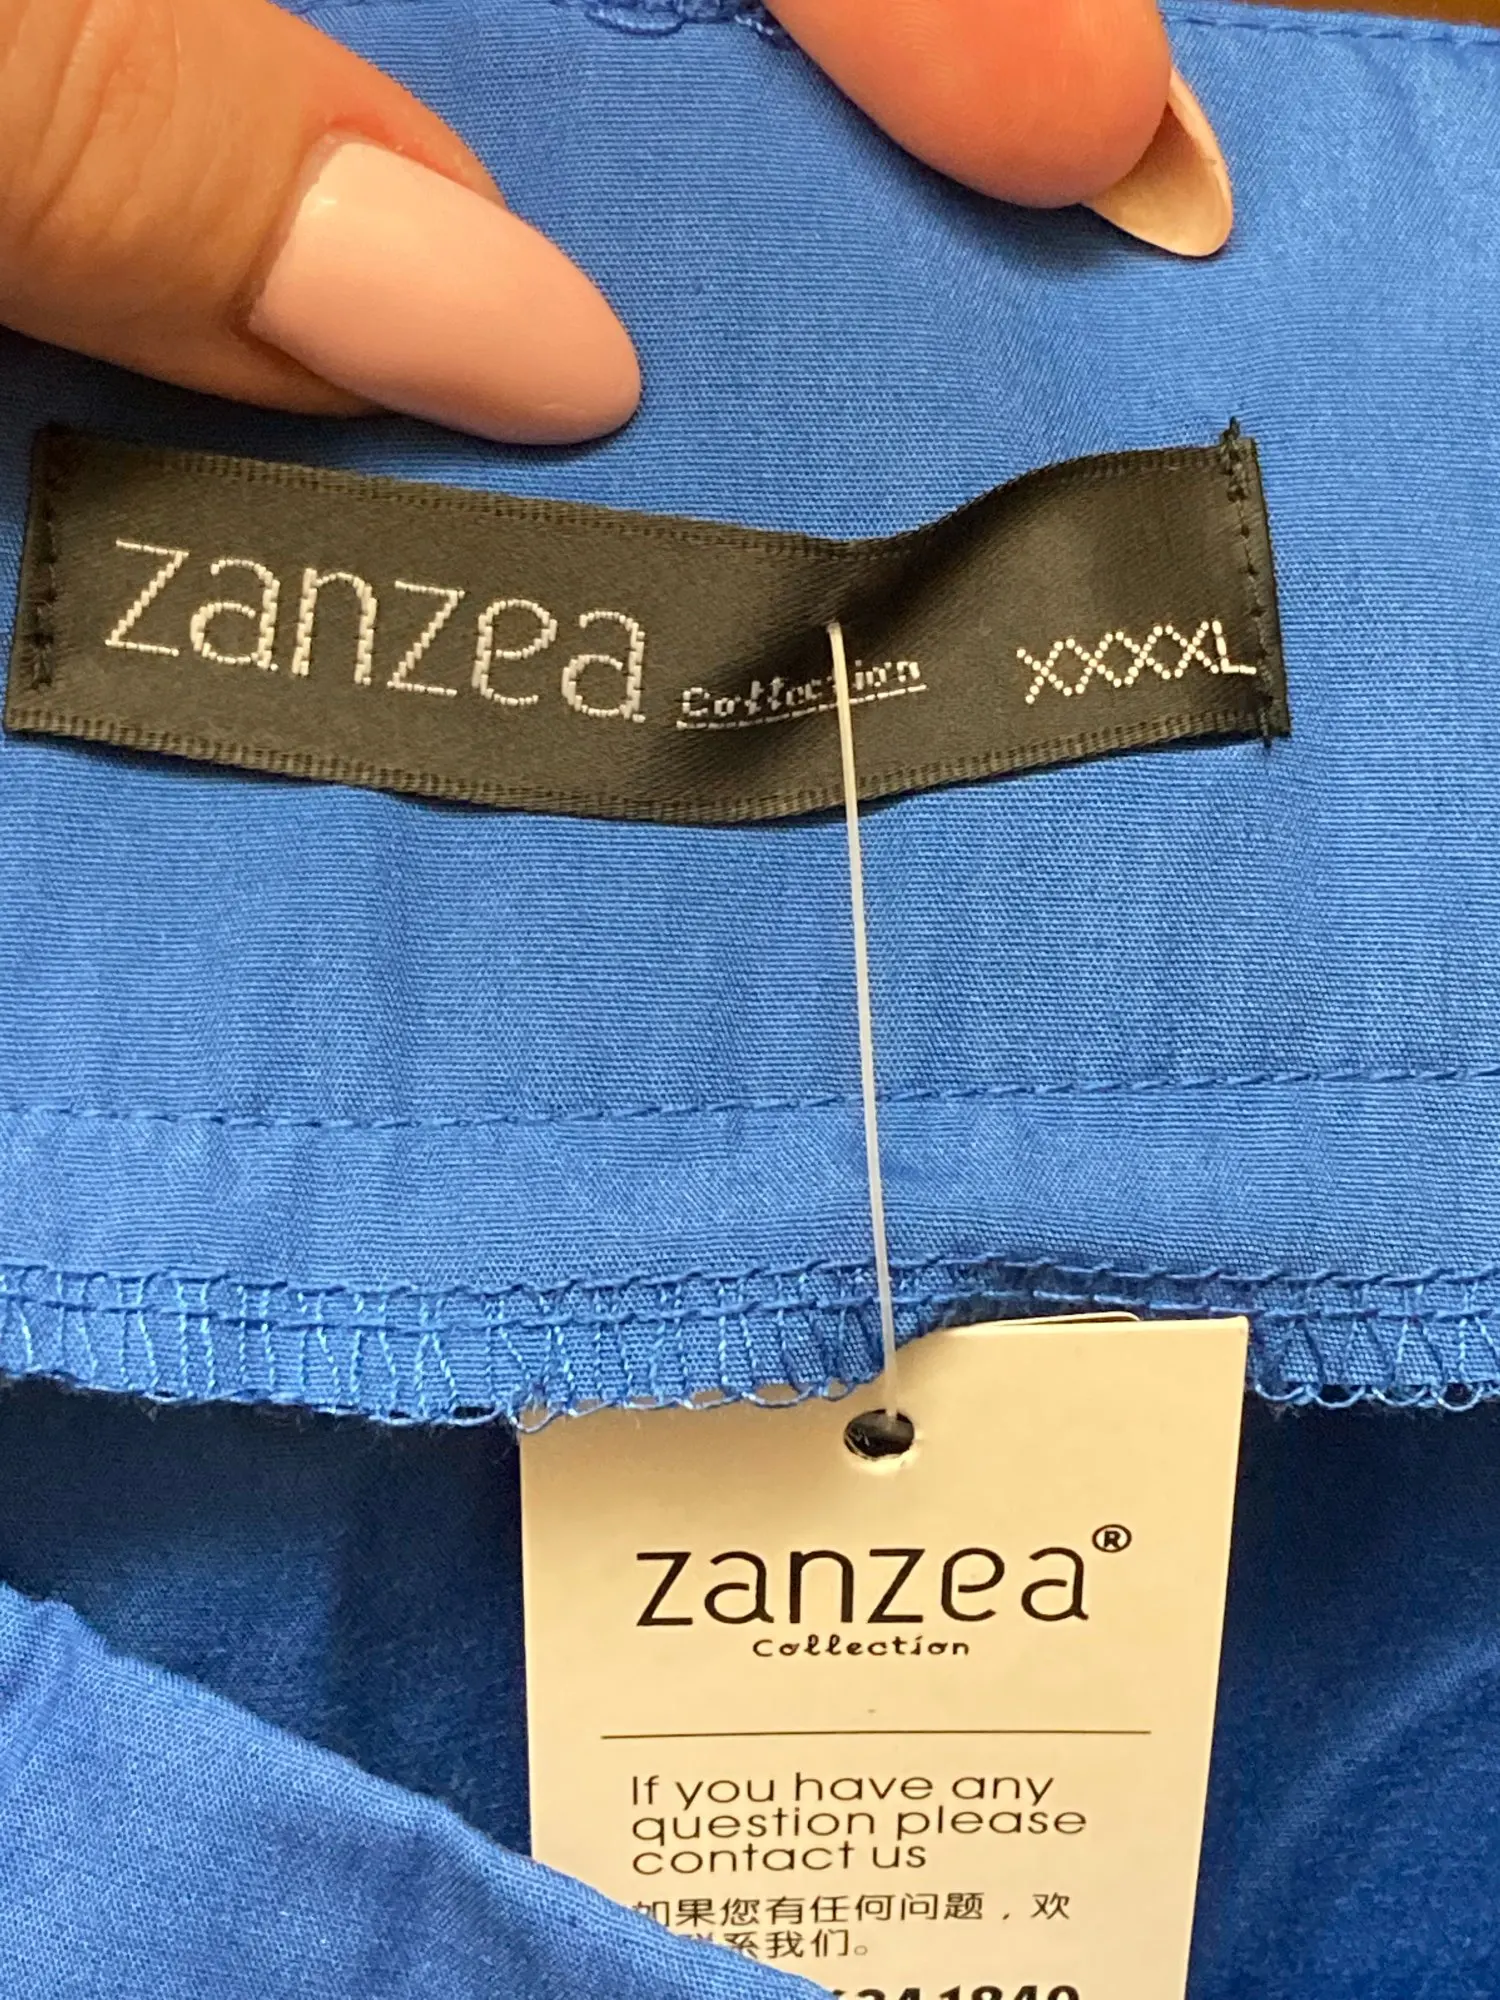 zanzea Collection XXXXL
zanzea®
Collection
If you have any
question please
contact us
如果您有任何问题，欢
系我们。